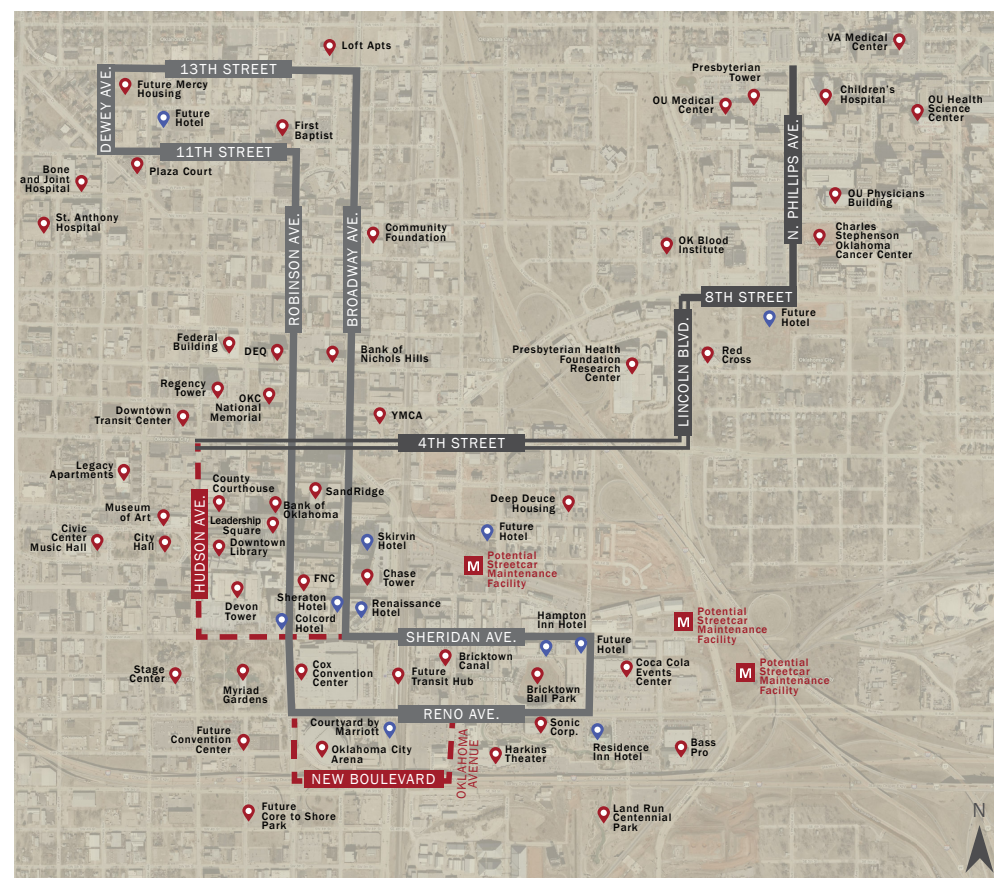 VA Medical
Center
Loft Apts
13TH STREET
Presbyterian
Tower
DEWEY AVE.
Future Mercy
Housing
OU Medical
Center
Children's
Hospital
OU Health
Science
Center
Future
Hotel
First
Baptist
11TH STREET
Plaza Court
Bone
and Joint
Hospital
N. PHILLIPS AVE.
OU Physicians
Building
St. Anthony
Hospital
ROBINSON AVE.
BROADWAY AVE.
Community
Foundation
OK Blood
Institute
Charles
Stephenson
Oklahoma
Cancer Center
8TH STREET
Future
Hotel
LINCOLN BLVD.
Federal
Building
DEQ
Bank of
Nichols Hills
Presbyterian Health
Foundation
Research
Center
Red
Cross
Regency
Tower
OKC
National
Memorial
Downtown
Transit Center
YMCA
4TH STREET
Legacy
Apartments
County
Courthouse
SandRidge
Bank of
Oklahoma
Deep Deuce
Housing
HUDSON AVE.
Museum
of Art
Leadership
Square
Civic
Center
Music Hall
City
Hall
Downtown
Library
Skirvin
Hotel
Future
Hotel
M
Potential
Streetcar
Maintenance
Facility
FNC
Chase
Tower
Devon
Tower
Sheraton
Hotel
Colcord
Hotel
Renaissance
Hotel
Hampton
Inn Hotel
M
Potential
Streetcar
Maintenance
Facility
SHERIDAN AVE.
Future
Hotel
Stage
Center
Myriad
Gardens
Cox
Convention
Center
Bricktown
Canal
Future
Transit Hub
Bricktown
Ball Park
Coca Cola
Events
Center
M
Potential
Streetcar
Maintenance
Facility
RENO AVE.
Future
Convention
Center
Courtyard by
Marriott
Oklahoma City
Arena
OKLAHOMA
AVENUE
Sonic
Corp.
Harkins
Theater
Residence
Inn Hotel
Bass
Pro
NEW BOULEVARD
Future
Core to Shore
Park
Land Run
Centennial
Park
N